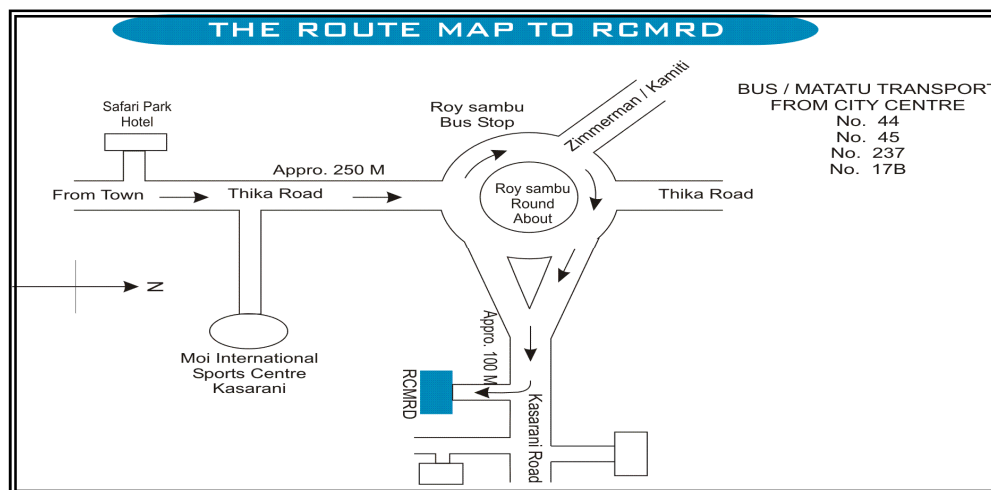 THE ROUTE MAP TO RCMRD
Safari Park
Hotel
Roy sambu
Bus Stop
Zimmerman / Kamiti
BUS / MATATU TRANSPORT
FROM CITY CENTRE
No. 44
No. 45
No. 237
No. 17B
Appro. 250 M
From Town
Thika Road
Roy sambu
Round
About
Thika Road
N
Moi International
Sports Centre
Kasarani
Appro. 100 M
RCMRD
Kasarani Road